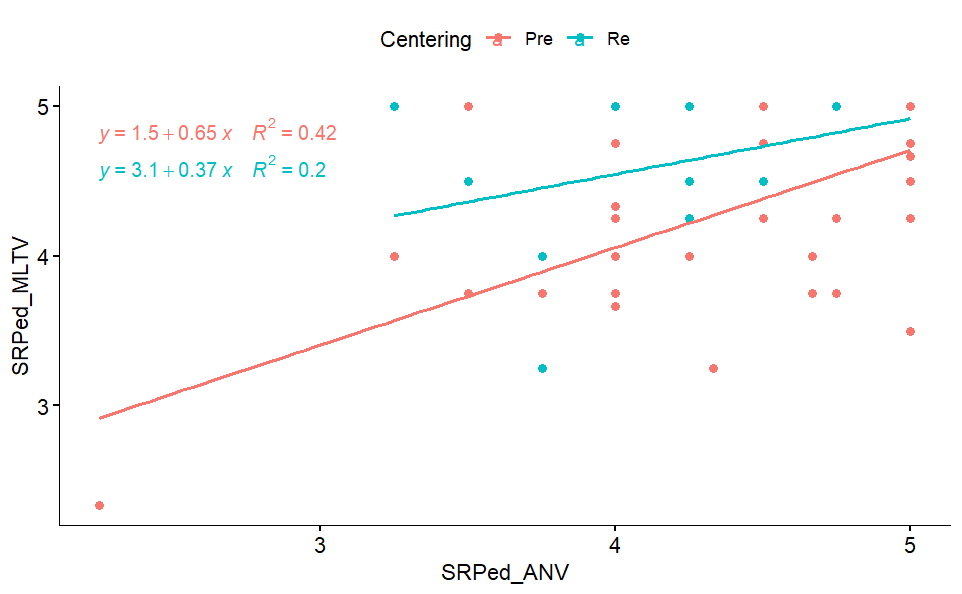 Centering a Pre a Re
5
y = 1.5 + 0.65 x R² = 0.42
y = 3.1 + 0.37 x R² = 0.2
4
3
SRPed_MLTV
3 4 5
SRPed_ANV